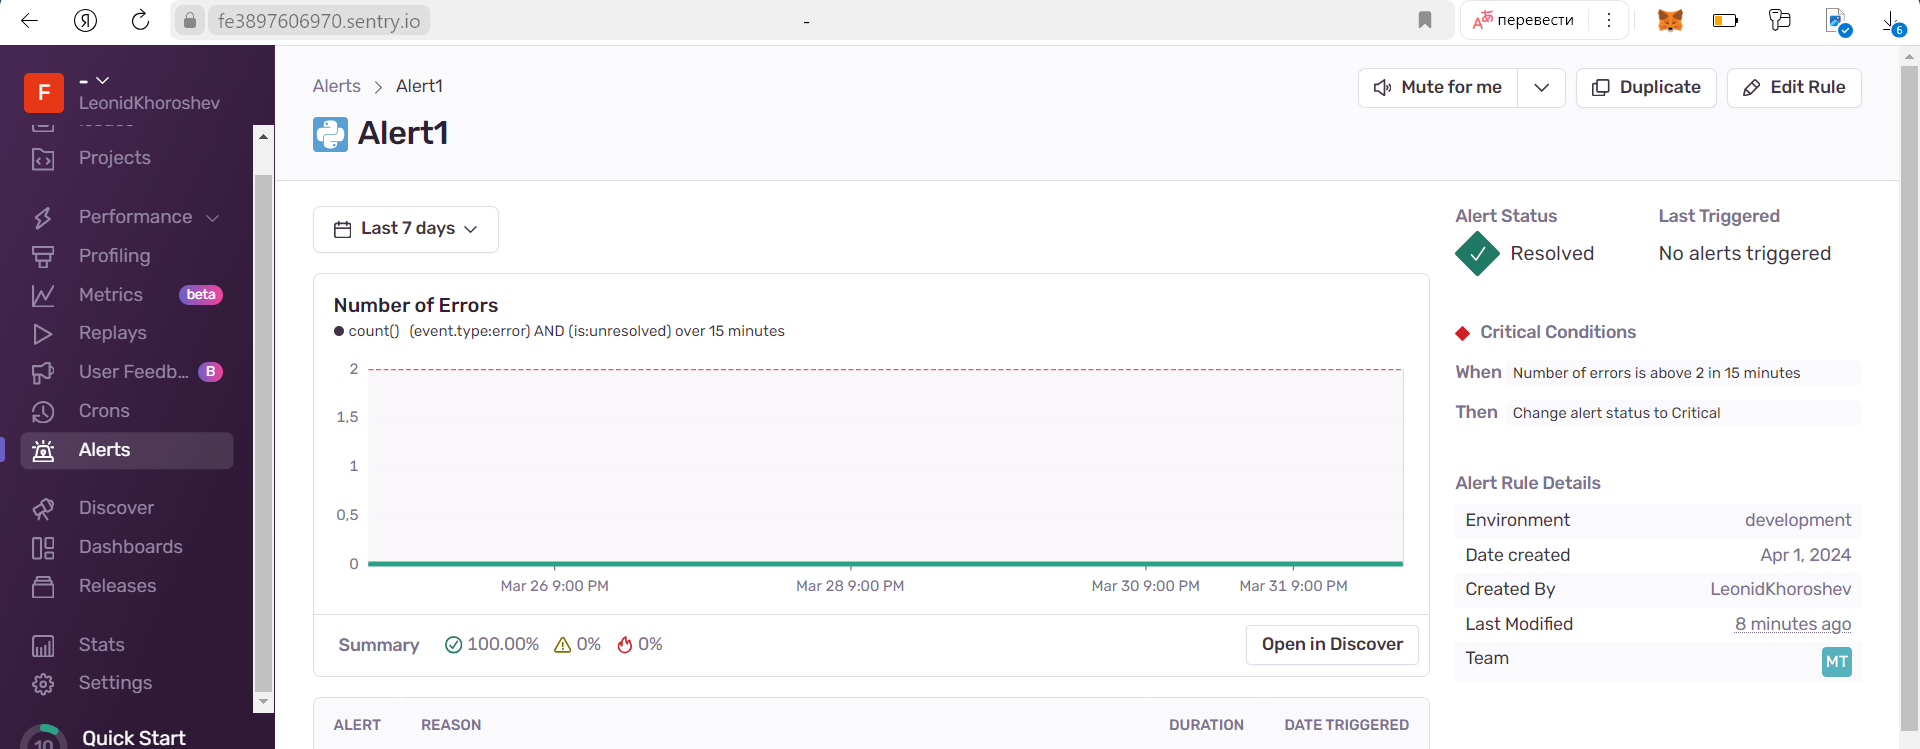 fe3897606970.sentry.io
-
перевести
6
F
-
LeonidKhoroshev
Projects
Performance
Profiling
Metrics beta
Replays
User Feedb... B
Crons
Alerts
Discover
Dashboards
Releases
Stats
Settings
Quick Start
Alerts > Alert1
Mute for me
Duplicate
Edit Rule
Alert1
Last 7 days
Number of Errors
count() (event.type:error) AND (is:unresolved) over 15 minutes
2
1,5
1
0,5
0
Mar 26 9:00 PM Mar 28 9:00 PM Mar 30 9:00 PM Mar 31 9:00 PM
Summary 100.00% 0% 0%
Open in Discover
ALERT REASON DURATION DATE TRIGGERED
Alert Status Last Triggered
Resolved No alerts triggered
Critical Conditions
When Number of errors is above 2 in 15 minutes
Then Change alert status to Critical
Alert Rule Details
Environment development
Date created Apr 1, 2024
Created By LeonidKhoroshev
Last Modified 8 minutes ago
Team MT